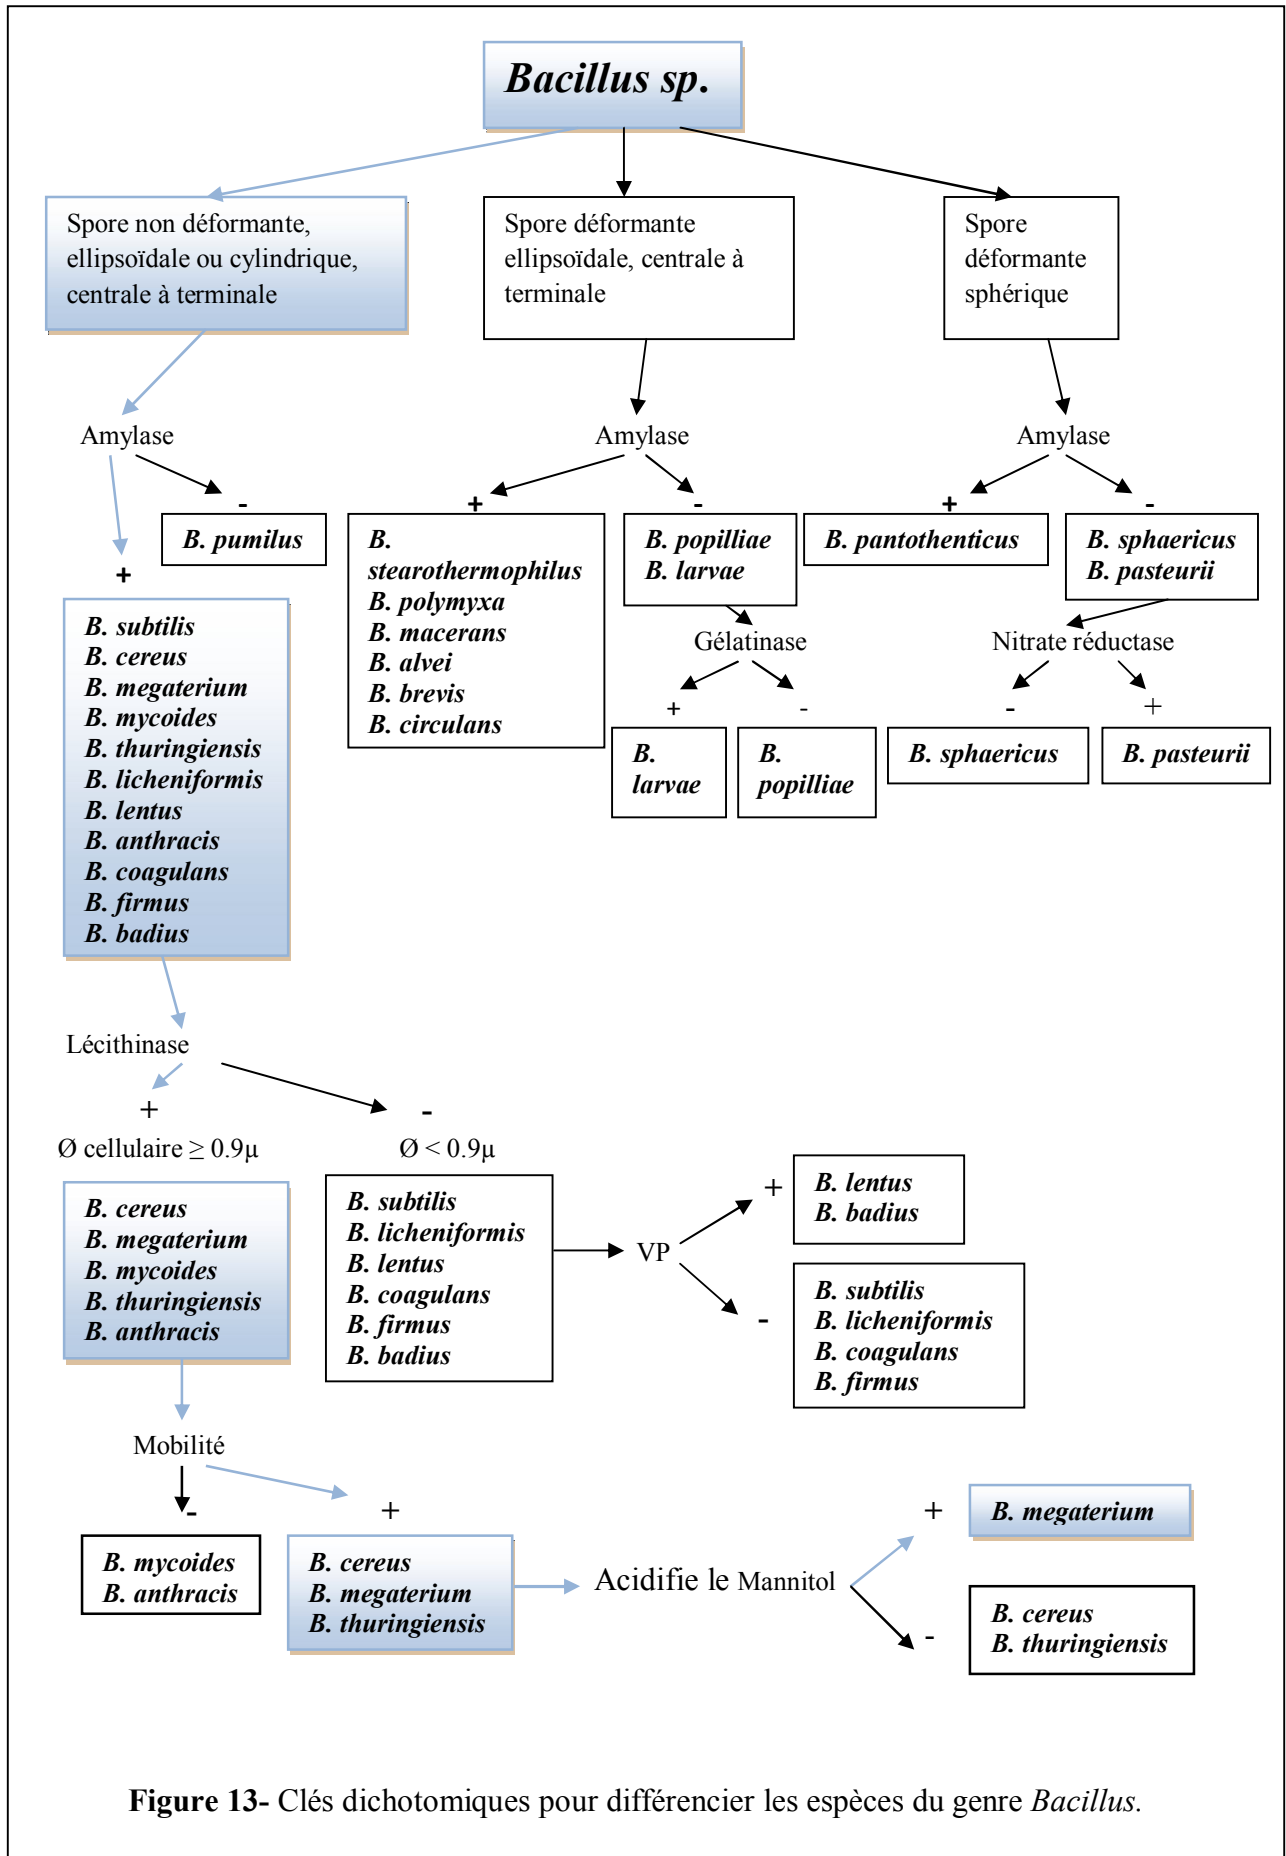 Bacillus sp.
Spore non déformante,
ellipsoïdale ou cylindrique,
centrale à terminale
Spore déformante
ellipsoïdale, centrale à
terminale
Spore
déformante
sphérique
Amylase
Amylase
Amylase
-
B. pumilus
+
B. subtilis
B. cereus
B. megaterium
B. mycoides
B. thuringiensis
B. licheniformis
B. lentus
B. anthracis
B. coagulans
B. firmus
B. badius
+
B.
stearothermophilus
B. polymyxa
B. macerans
B. alvei
B. brevis
B. circulans
-
B. popilliae
B. larvae
Gélatinase
+
-
B.
larvae
B.
popilliae
+
B. pantothenticus
-
B. sphaericus
B. pasteurii
Nitrate réductase
-
+
B. sphaericus
B. pasteurii
Lécithinase
+
Ø cellulaire ≥ 0.9µ
B. cereus
B. megaterium
B. mycoides
B. thuringiensis
B. anthracis
-
Ø < 0.9µ
B. subtilis
B. licheniformis
B. lentus
B. coagulans
B. firmus
B. badius
VP
+
B. lentus
B. badius
-
B. subtilis
B. licheniformis
B. coagulans
B. firmus
Mobilité
-
B. mycoides
B. anthracis
+
B. cereus
B. megaterium
B. thuringiensis
Acidifie le Mannitol
+
B. megaterium
-
B. cereus
B. thuringiensis
Figure 13- Clés dichotomiques pour différencier les espèces du genre Bacillus.